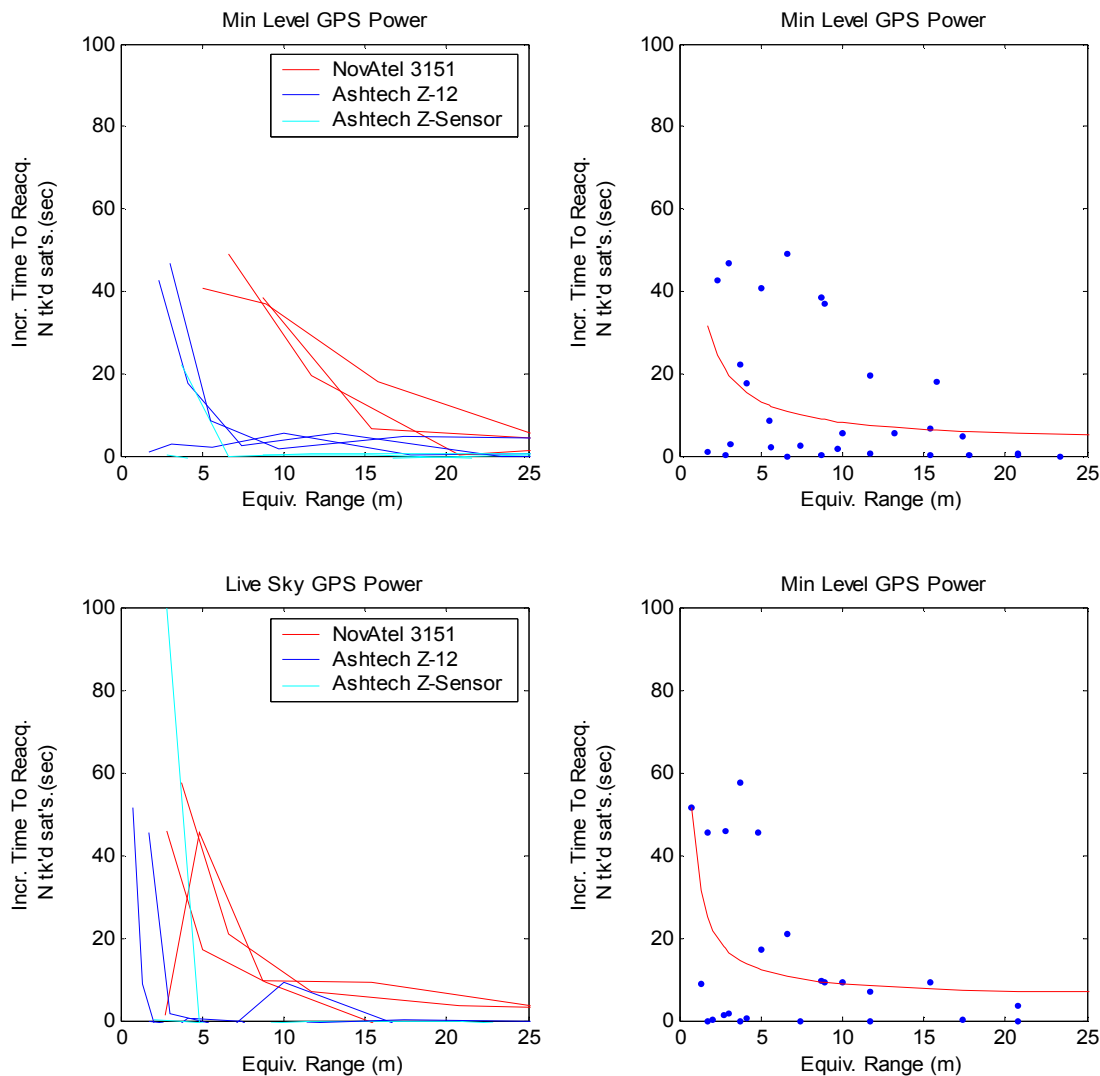 Min Level GPS Power
100
80
60
40
20
0
0 5 10 15 20 25
Incr. Time To Reacq.
N tk'd sat's.(sec)
Equiv. Range (m)
NovAtel 3151
Ashtech Z-12
Ashtech Z-Sensor
Min Level GPS Power
100
80
60
40
20
0
0 5 10 15 20 25
Incr. Time To Reacq.
N tk'd sat's.(sec)
Equiv. Range (m)
Live Sky GPS Power
100
80
60
40
20
0
0 5 10 15 20 25
Incr. Time To Reacq.
N tk'd sat's.(sec)
Equiv. Range (m)
NovAtel 3151
Ashtech Z-12
Ashtech Z-Sensor
Min Level GPS Power
100
80
60
40
20
0
0 5 10 15 20 25
Incr. Time To Reacq.
N tk'd sat's.(sec)
Equiv. Range (m)